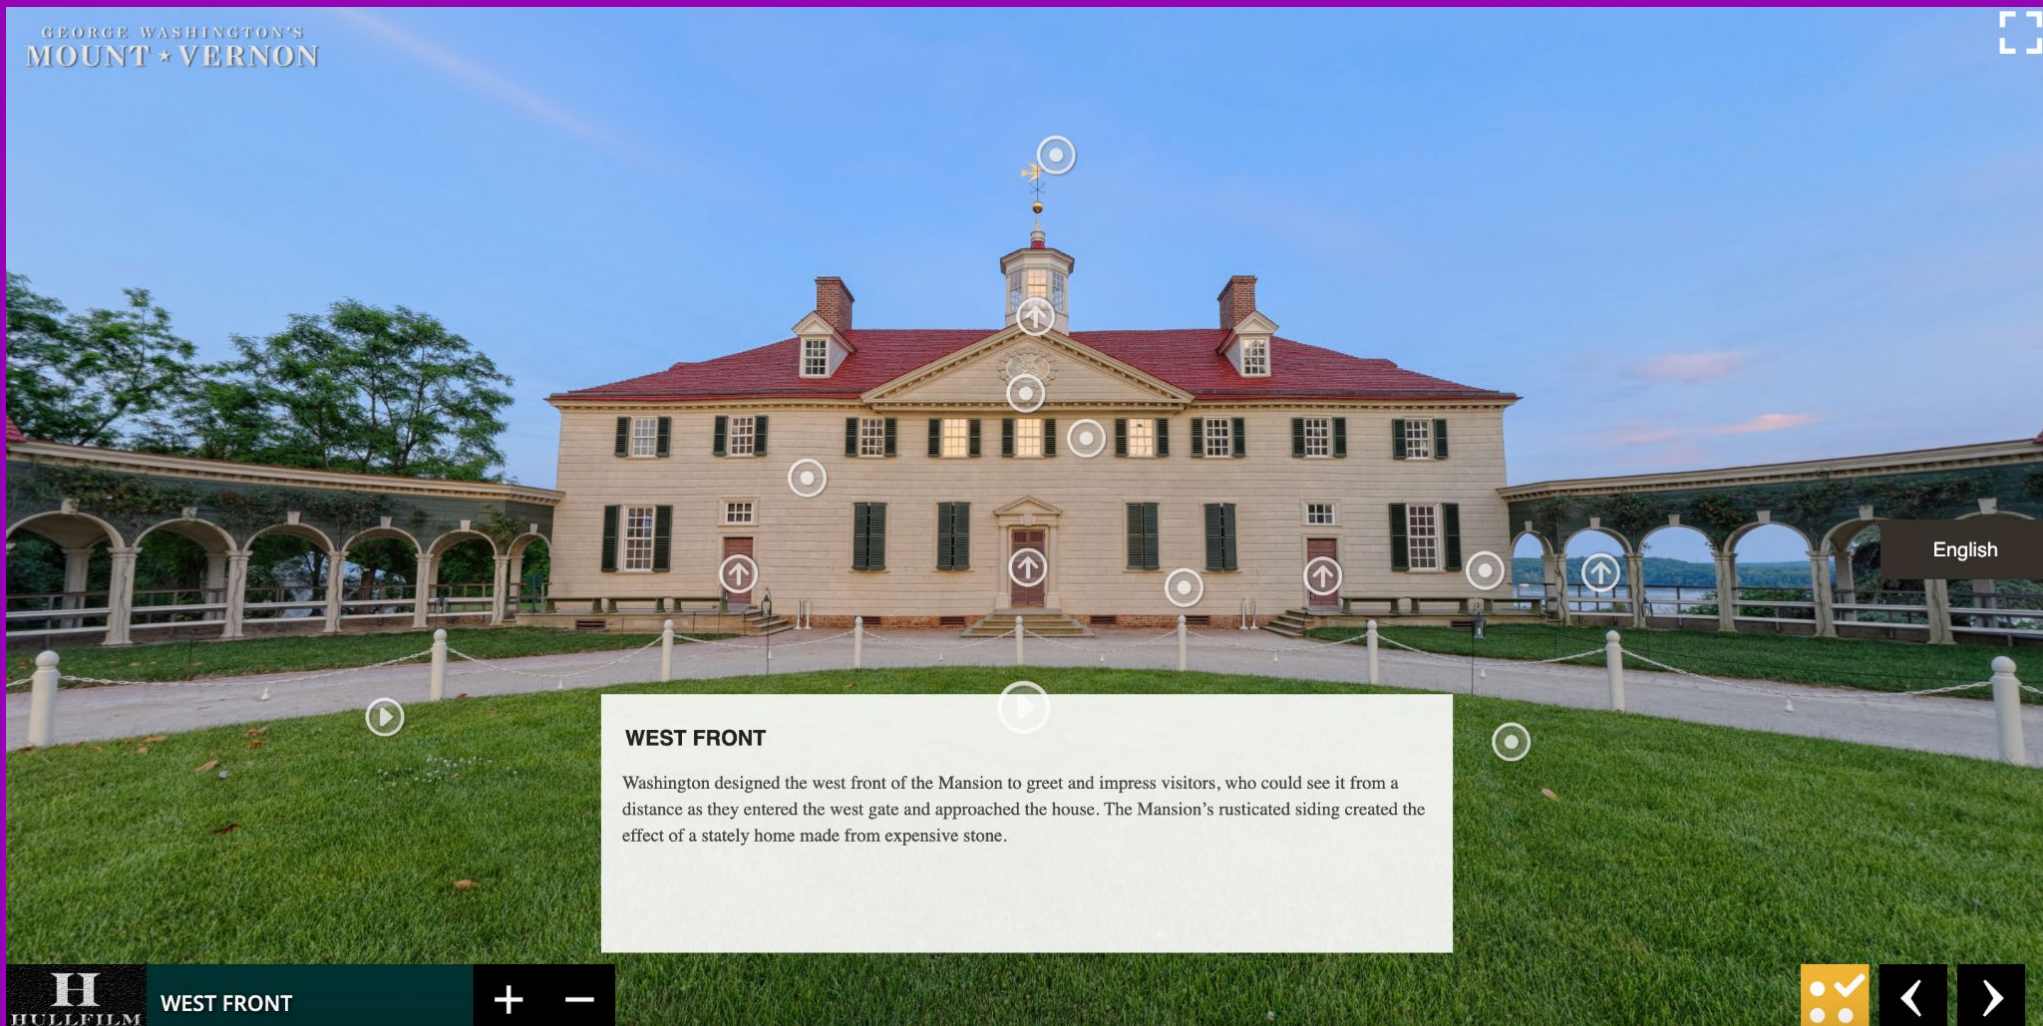 GEORGE WASHINGTON'S
MOUNT★VERNON
English
WEST FRONT
Washington designed the west front of the Mansion to greet and impress visitors, who could see it from a
distance as they entered the west gate and approached the house. The Mansion's rusticated siding created the
effect of a stately home made from expensive stone.
H
HULLFILM
WEST FRONT